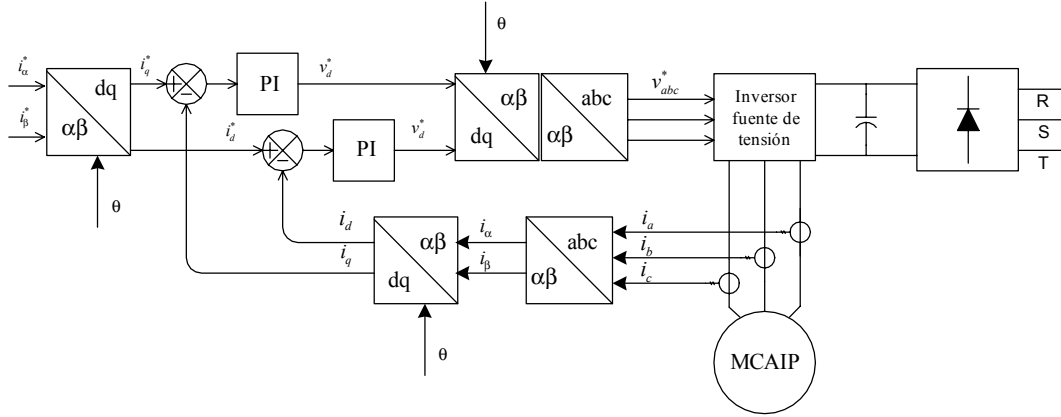 θ
i*α
i*β
dq
αβ
θ
i*q
PI
v*d
i*d
PI
v*d
αβ
dq
abc
αβ
v*abc
Inversor
fuente de
tensión
R
S
T
id
iq
αβ
dq
θ
iα
iβ
abc
αβ
ia
ib
ic
MCAIP